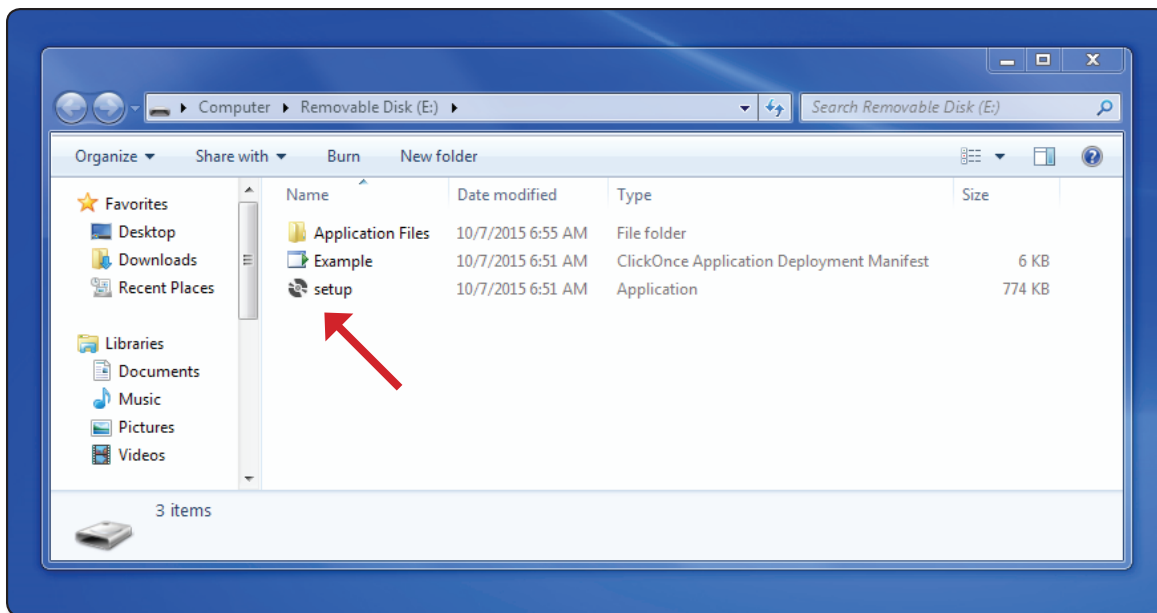 Computer Removable Disk (E:) Search Removable Disk (E:)
Organize Share with Burn New folder
Favorites
Desktop
Downloads
Recent Places
Libraries
Documents
Music
Pictures
Videos
Name Date modified Type Size
Application Files 10/7/2015 6:55 AM File folder
Example 10/7/2015 6:51 AM ClickOnce Application Deployment Manifest 6 KB
setup 10/7/2015 6:51 AM Application 774 KB
3 items